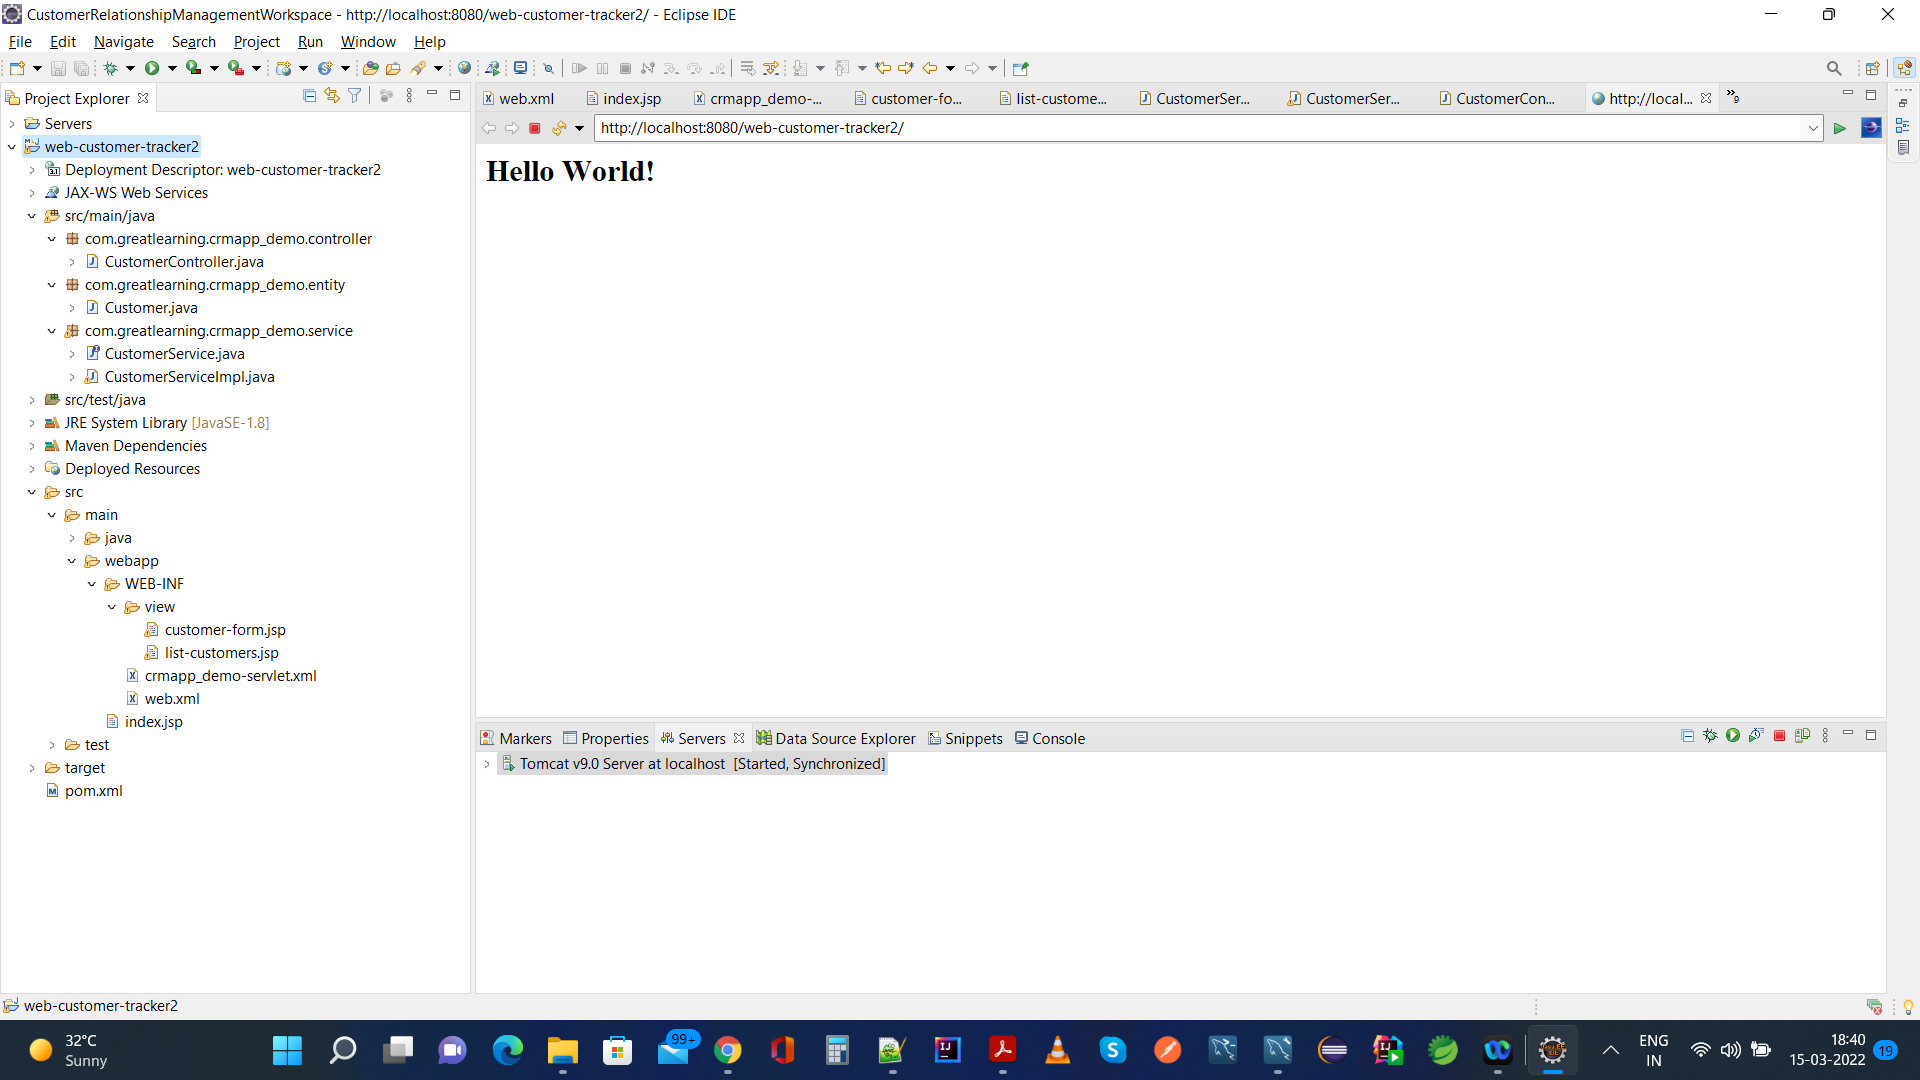 CustomerRelationshipManagementWorkspace - http://localhost:8080/web-customer-tracker2/ - Eclipse IDE
File Edit Navigate Search Project Run Window Help
Project Explorer
Servers
web-customer-tracker2
Deployment Descriptor: web-customer-tracker2
JAX-WS Web Services
src/main/java
com.greatlearning.crmapp_demo.controller
CustomerController.java
com.greatlearning.crmapp_demo.entity
Customer.java
com.greatlearning.crmapp_demo.service
CustomerService.java
CustomerServiceImpl.java
src/test/java
JRE System Library [JavaSE-1.8]
Maven Dependencies
Deployed Resources
src
main
java
webapp
WEB-INF
view
customer-form.jsp
list-customers.jsp
crmapp_demo-servlet.xml
web.xml
index.jsp
test
target
pom.xml
web.xml index.jsp crmapp_demo-... customer-fo... list-custome... CustomerSer... CustomerSer... CustomerCon... http://local... 9
http://localhost:8080/web-customer-tracker2/
Hello World!
Markers Properties Servers Data Source Explorer Snippets Console
Tomcat v9.0 Server at localhost [Started, Synchronized]
web-customer-tracker2
32°C
Sunny
99+
ENG
IN
18:40
15-03-2022
19